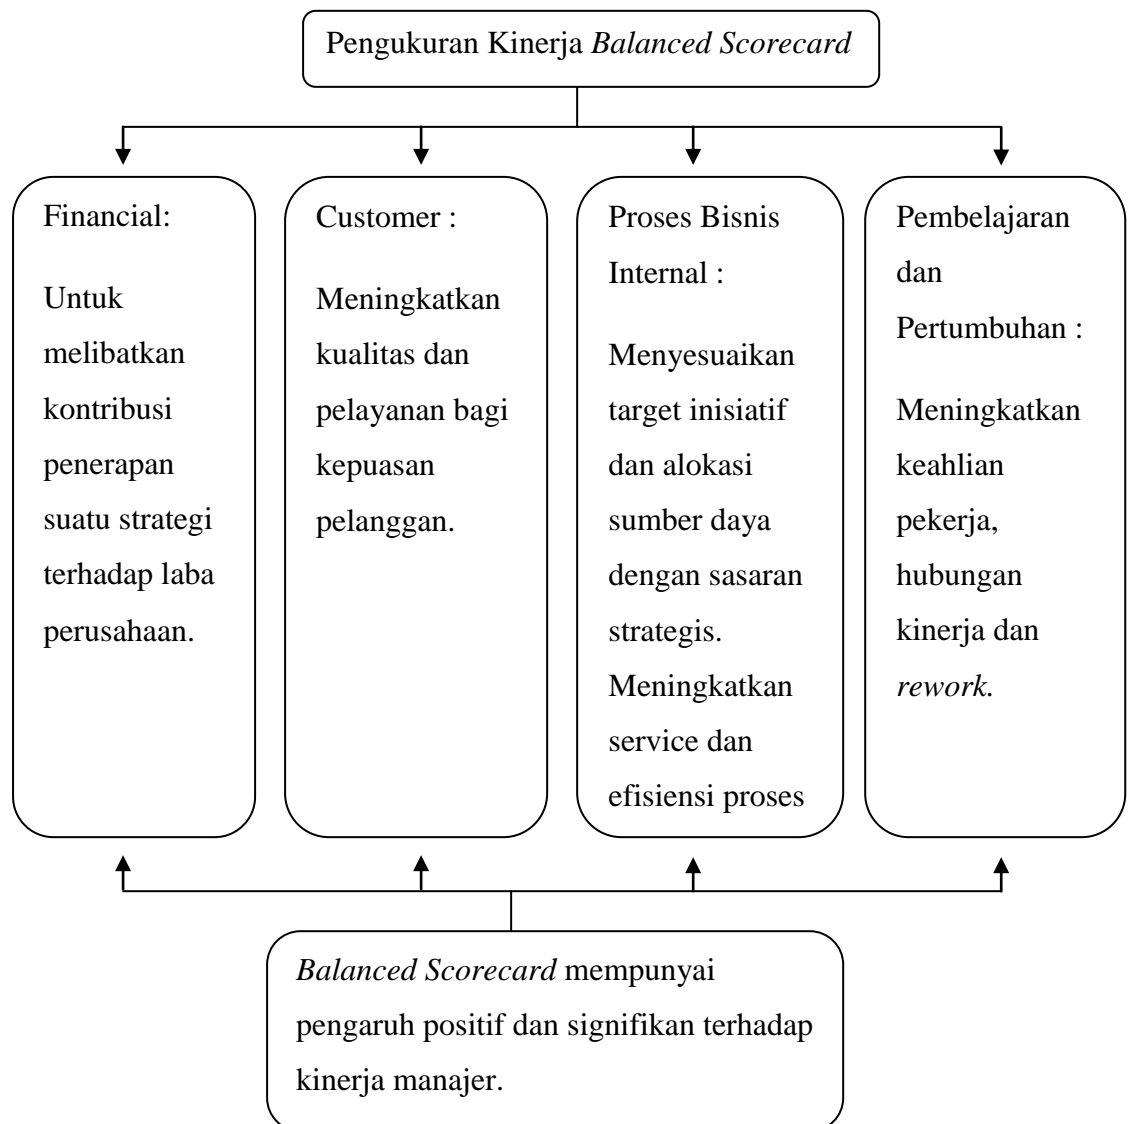 Pengukuran Kinerja Balanced Scorecard
Financial:
Untuk
melibatkan
kontribusi
penerapan
suatu strategi
terhadap laba
perusahaan.
Customer :
Meningkatkan
kualitas dan
pelayanan bagi
kepuasan
pelanggan.
Proses Bisnis
Internal :
Menyesuaikan
target inisiatif
dan alokasi
sumber daya
dengan sasaran
strategis.
Meningkatkan
service dan
efisiensi proses
Pembelajaran
dan
Pertumbuhan :
Meningkatkan
keahlian
pekerja,
hubungan
kinerja dan
rework.
Balanced Scorecard mempunyai
pengaruh positif dan signifikan terhadap
kinerja manajer.